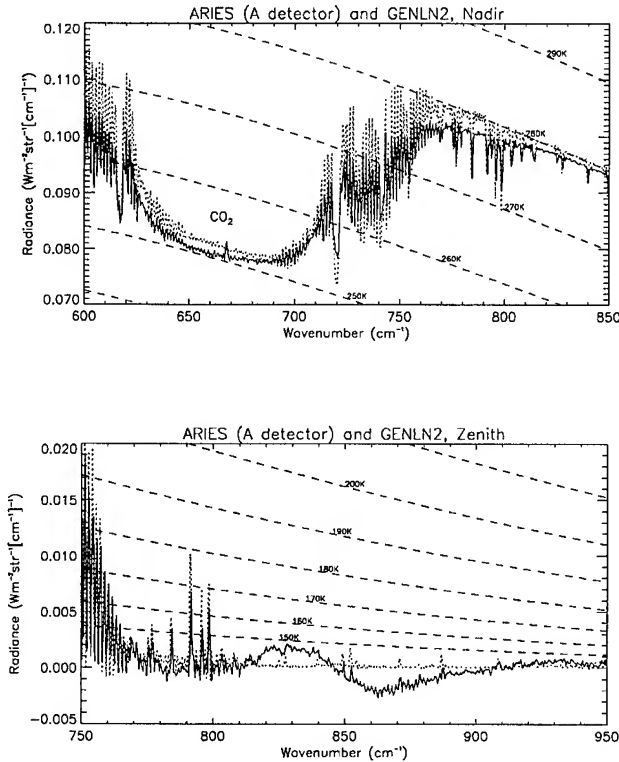 ARIES (A detector) and GENLN2, Nadir
0.120
0.110
0.100
0.090
0.080
0.070
Radiance (Wm⁻²str⁻¹[cm⁻¹]⁻¹)
290K
280K
270K
260K
250K
CO₂
600 650 700 750 800 850
Wavenumber (cm⁻¹)
ARIES (A detector) and GENLN2, Zenith
0.020
0.015
0.010
0.005
0.000
−0.005
Radiance (Wm⁻²str⁻¹[cm⁻¹]⁻¹)
200K
190K
180K
170K
160K
150K
750 800 850 900 950
Wavenumber (cm⁻¹)